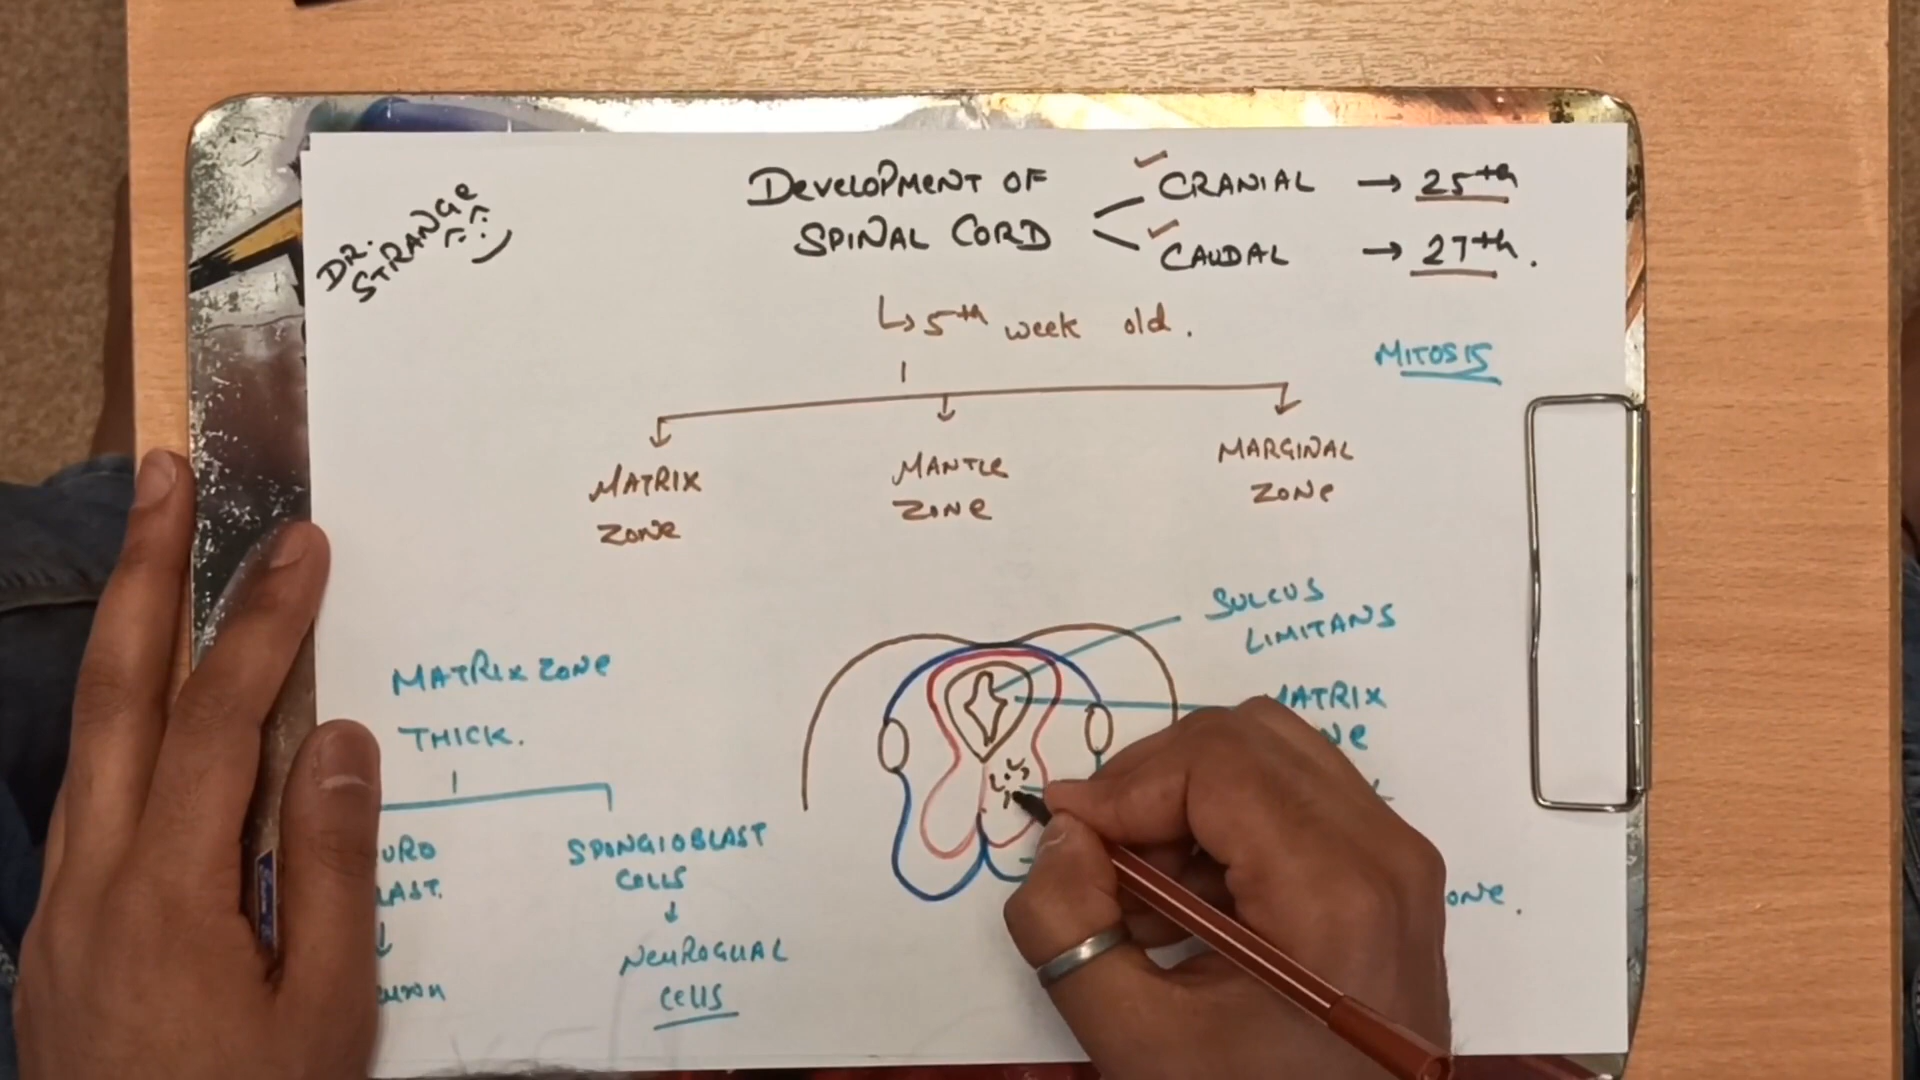 DR.
STRANGE
DEVELOPMENT OF
SPINAL CORD
CRANIAL → 25th
CAUDAL → 27th.
↳ 5th week old.
MITOSIS
MATRIX
ZONE
MANTLE
ZONE
MARGINAL
ZONE
SULCUS
LIMITANS
MATRIX ZONE
THICK.
SPONGIOBLAST
CELLS
↓
NEUROGLIAL
CELLS